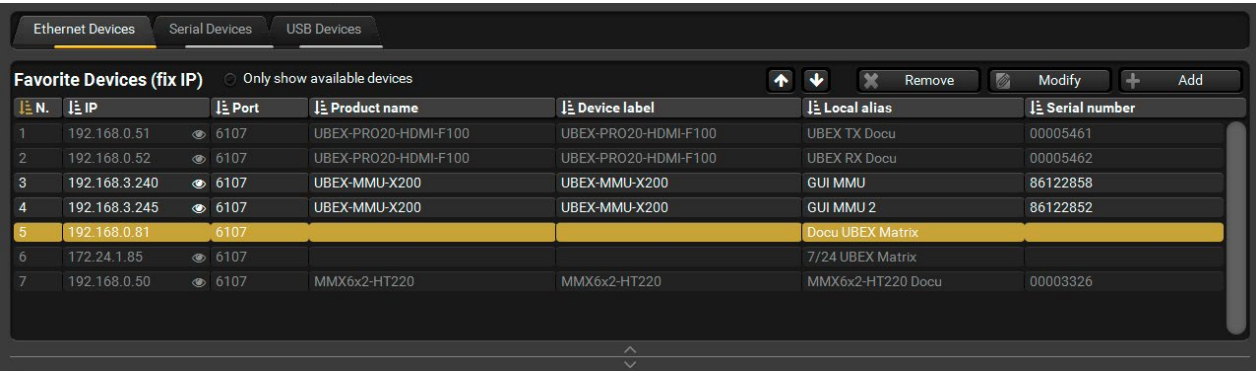 Ethernet Devices Serial Devices USB Devices
Favorite Devices (fix IP) Only show available devices Remove Modify Add
N. IP Port Product name Device label Local alias Serial number
1 192.168.0.51 6107 UBEX-PRO20-HDMI-F100 UBEX-PRO20-HDMI-F100 UBEX TX Docu 00005461
2 192.168.0.52 6107 UBEX-PRO20-HDMI-F100 UBEX-PRO20-HDMI-F100 UBEX RX Docu 00005462
3 192.168.3.240 6107 UBEX-MMU-X200 UBEX-MMU-X200 GUI MMU 86122858
4 192.168.3.245 6107 UBEX-MMU-X200 UBEX-MMU-X200 GUI MMU 2 86122852
5 192.168.0.81 6107 Docu UBEX Matrix
6 172.24.1.85 6107 7/24 UBEX Matrix
7 192.168.0.50 6107 MMX6x2-HT220 MMX6x2-HT220 MMX6x2-HT220 Docu 00003326